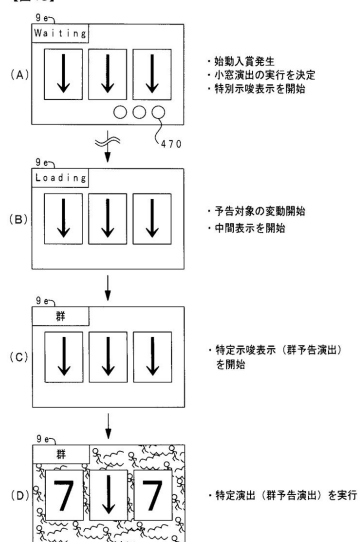 9e
Waiting
(A)
・始動入賞発生
・小窓演出の実行を決定
・特別示唆表示を開始
470
9e
Loading
(B)
・予告対象の変動開始
・中間表示を開始
9e
群
(C)
・特定示唆表示（群予告演出）
を開始
9e
群
(D)
7
7
・特定演出（群予告演出）を実行